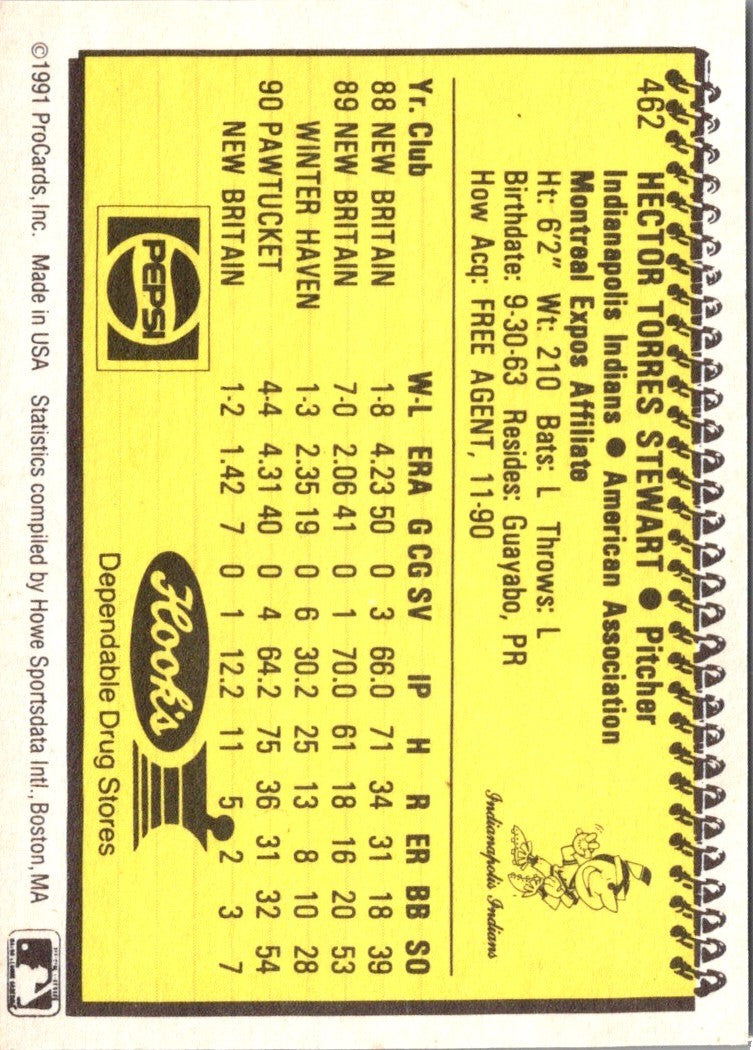 462 HECTOR TORRES STEWART ● Pitcher
Indianapolis Indians ● American Association
Montreal Expos Affiliate
Ht: 6'2" Wt: 210 Bats: L Throws: L
Birthdate: 9-30-63 Resides: Guayabo, PR
How Acq: FREE AGENT, 11-90
Indianapolis Indians
Yr. Club W-L ERA G CG SV IP H R ER BB SO
88 NEW BRITAIN 1-8 4.23 50 0 3 66.0 71 34 31 18 39
89 NEW BRITAIN 7-0 2.06 41 0 1 70.0 61 18 16 20 53
WINTER HAVEN 1-3 2.35 19 0 6 30.2 25 13 8 10 28
90 PAWTUCKET 4-4 4.31 40 0 4 64.2 75 36 31 32 54
NEW BRITAIN 1-2 1.42 7 0 1 12.2 11 5 2 3 7
PEPSI
Hook's
Dependable Drug Stores
©1991 ProCards, Inc. Made in USA Statistics compiled by Howe Sportsdata Intl., Boston, MA